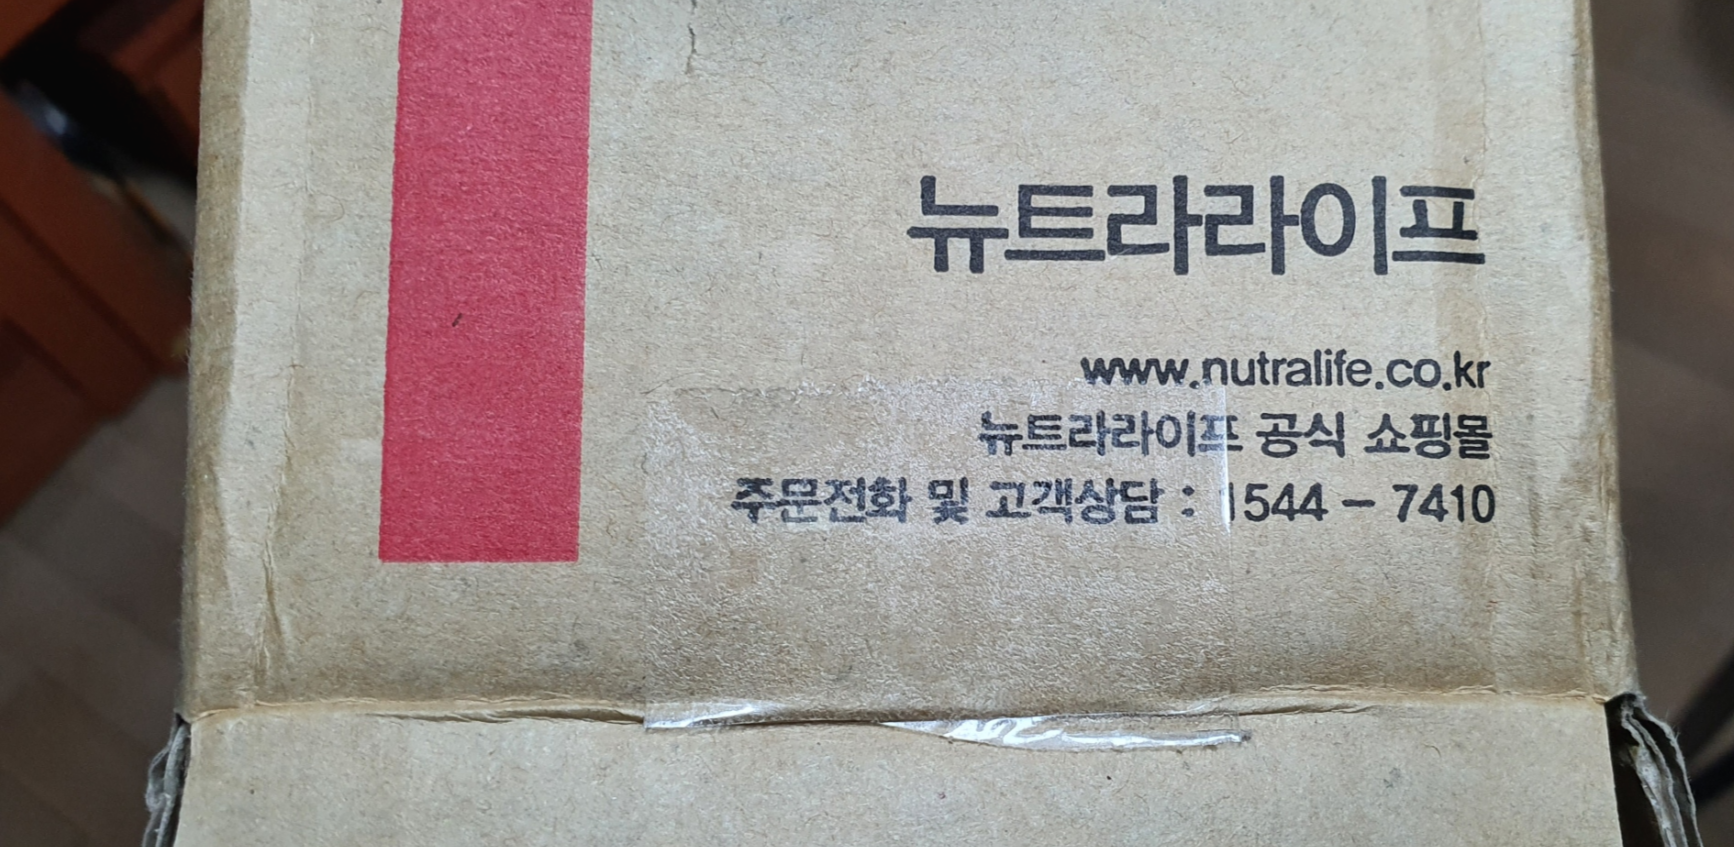 뉴트라라이프
www.nutralife.co.kr
뉴트라라이프 공식 쇼핑몰
주문전화 및 고객상담 : 1544 - 7410